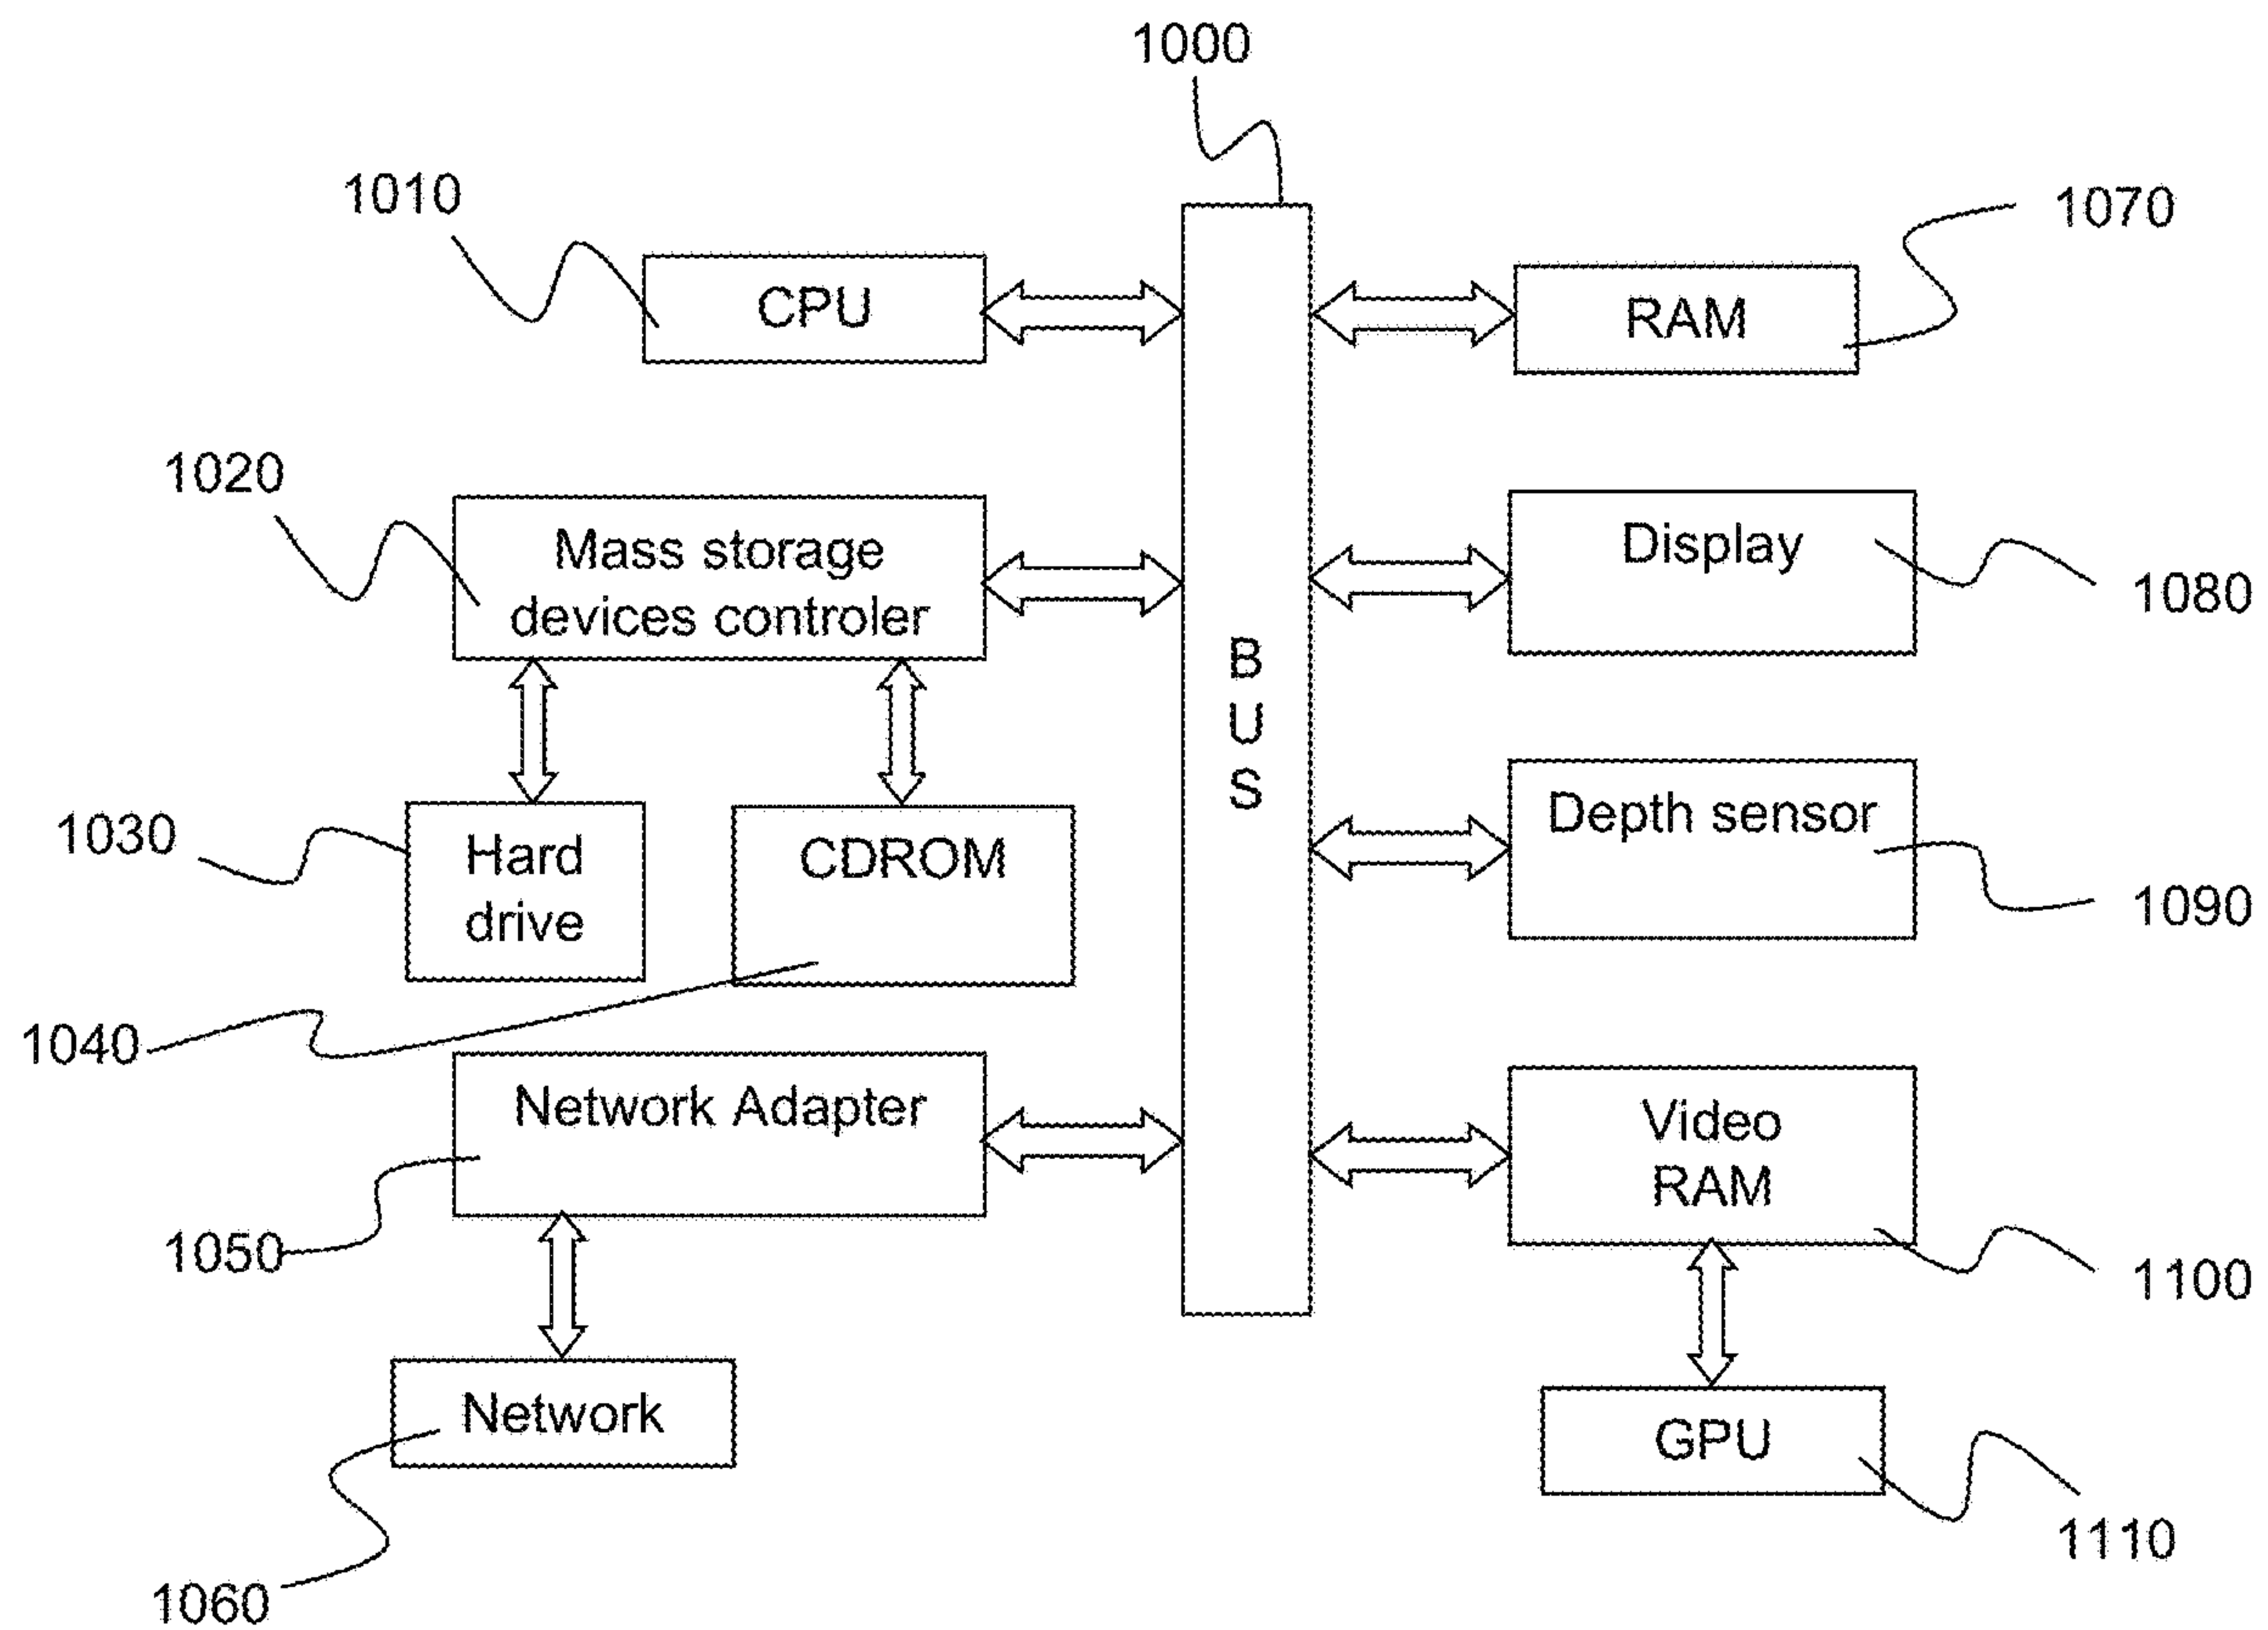 1000
1010
1070
CPU
RAM
1020
Mass storage
devices controler
Display
1080
B
U
S
1030
Hard
drive
CDROM
Depth sensor
1090
1040
Network Adapter
Video
RAM
1050
1100
Network
GPU
1110
1060